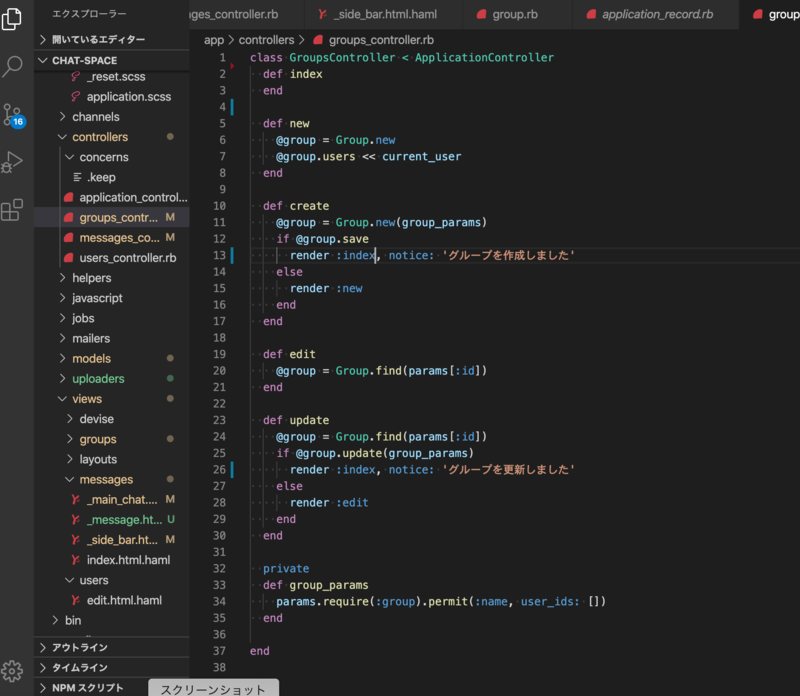 エクスプローラー
開いているエディター
CHAT-SPACE
_reset.scss
application.scss
channels
controllers
concerns
.keep
application_control...
groups_contr... M
messages_co... M
users_controller.rb
helpers
javascript
jobs
mailers
models
uploaders
views
devise
groups
layouts
messages
_main_chat.... M
_message.ht... U
_side_bar.ht... M
index.html.haml
users
edit.html.haml
bin
アウトライン
タイムライン
NPM スクリプト
16
ages_controller.rb
_side_bar.html.haml
group.rb
application_record.rb
group
app > controllers > groups_controller.rb
1 class GroupsController < ApplicationController
2 def index
3 end
4
5 def new
6 @group = Group.new
7 @group.users << current_user
8 end
9
10 def create
11 @group = Group.new(group_params)
12 if @group.save
13 render :index, notice: 'グループを作成しました'
14 else
15 render :new
16 end
17 end
18
19 def edit
20 @group = Group.find(params[:id])
21 end
22
23 def update
24 @group = Group.find(params[:id])
25 if @group.update(group_params)
26 render :index, notice: 'グループを更新しました'
27 else
28 render :edit
29 end
30 end
31
32 private
33 def group_params
34 params.require(:group).permit(:name, user_ids: [])
35 end
36
37 end
38
スクリーンショット